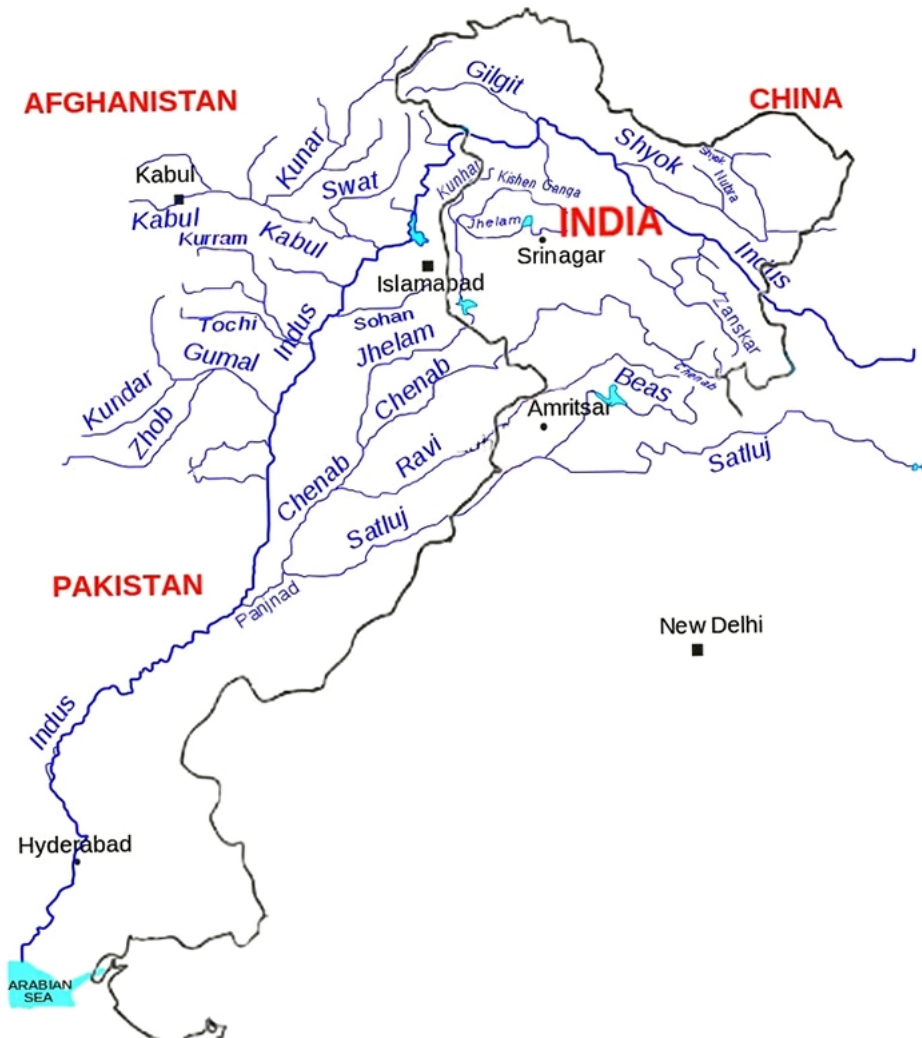 Gilgit
AFGHANISTAN
CHINA
Kunar
Shyok
Shyok
Nubra
Kabul
Swat
Kunhar
Kishen Ganga
Kabul
Kabul
Jhelam
INDIA
Kurram
Srinagar
Indus
Islamabad
Indus
Sohan
Zanskar
Tochi
Jhelam
Gumal
Chenab
Chenab
Kundar
Beas
Zhob
Amritsar
Ravi
Satluj
Chenab
Satluj
PAKISTAN
Panjnad
New Delhi
Indus
Hyderabad
ARABIAN
SEA